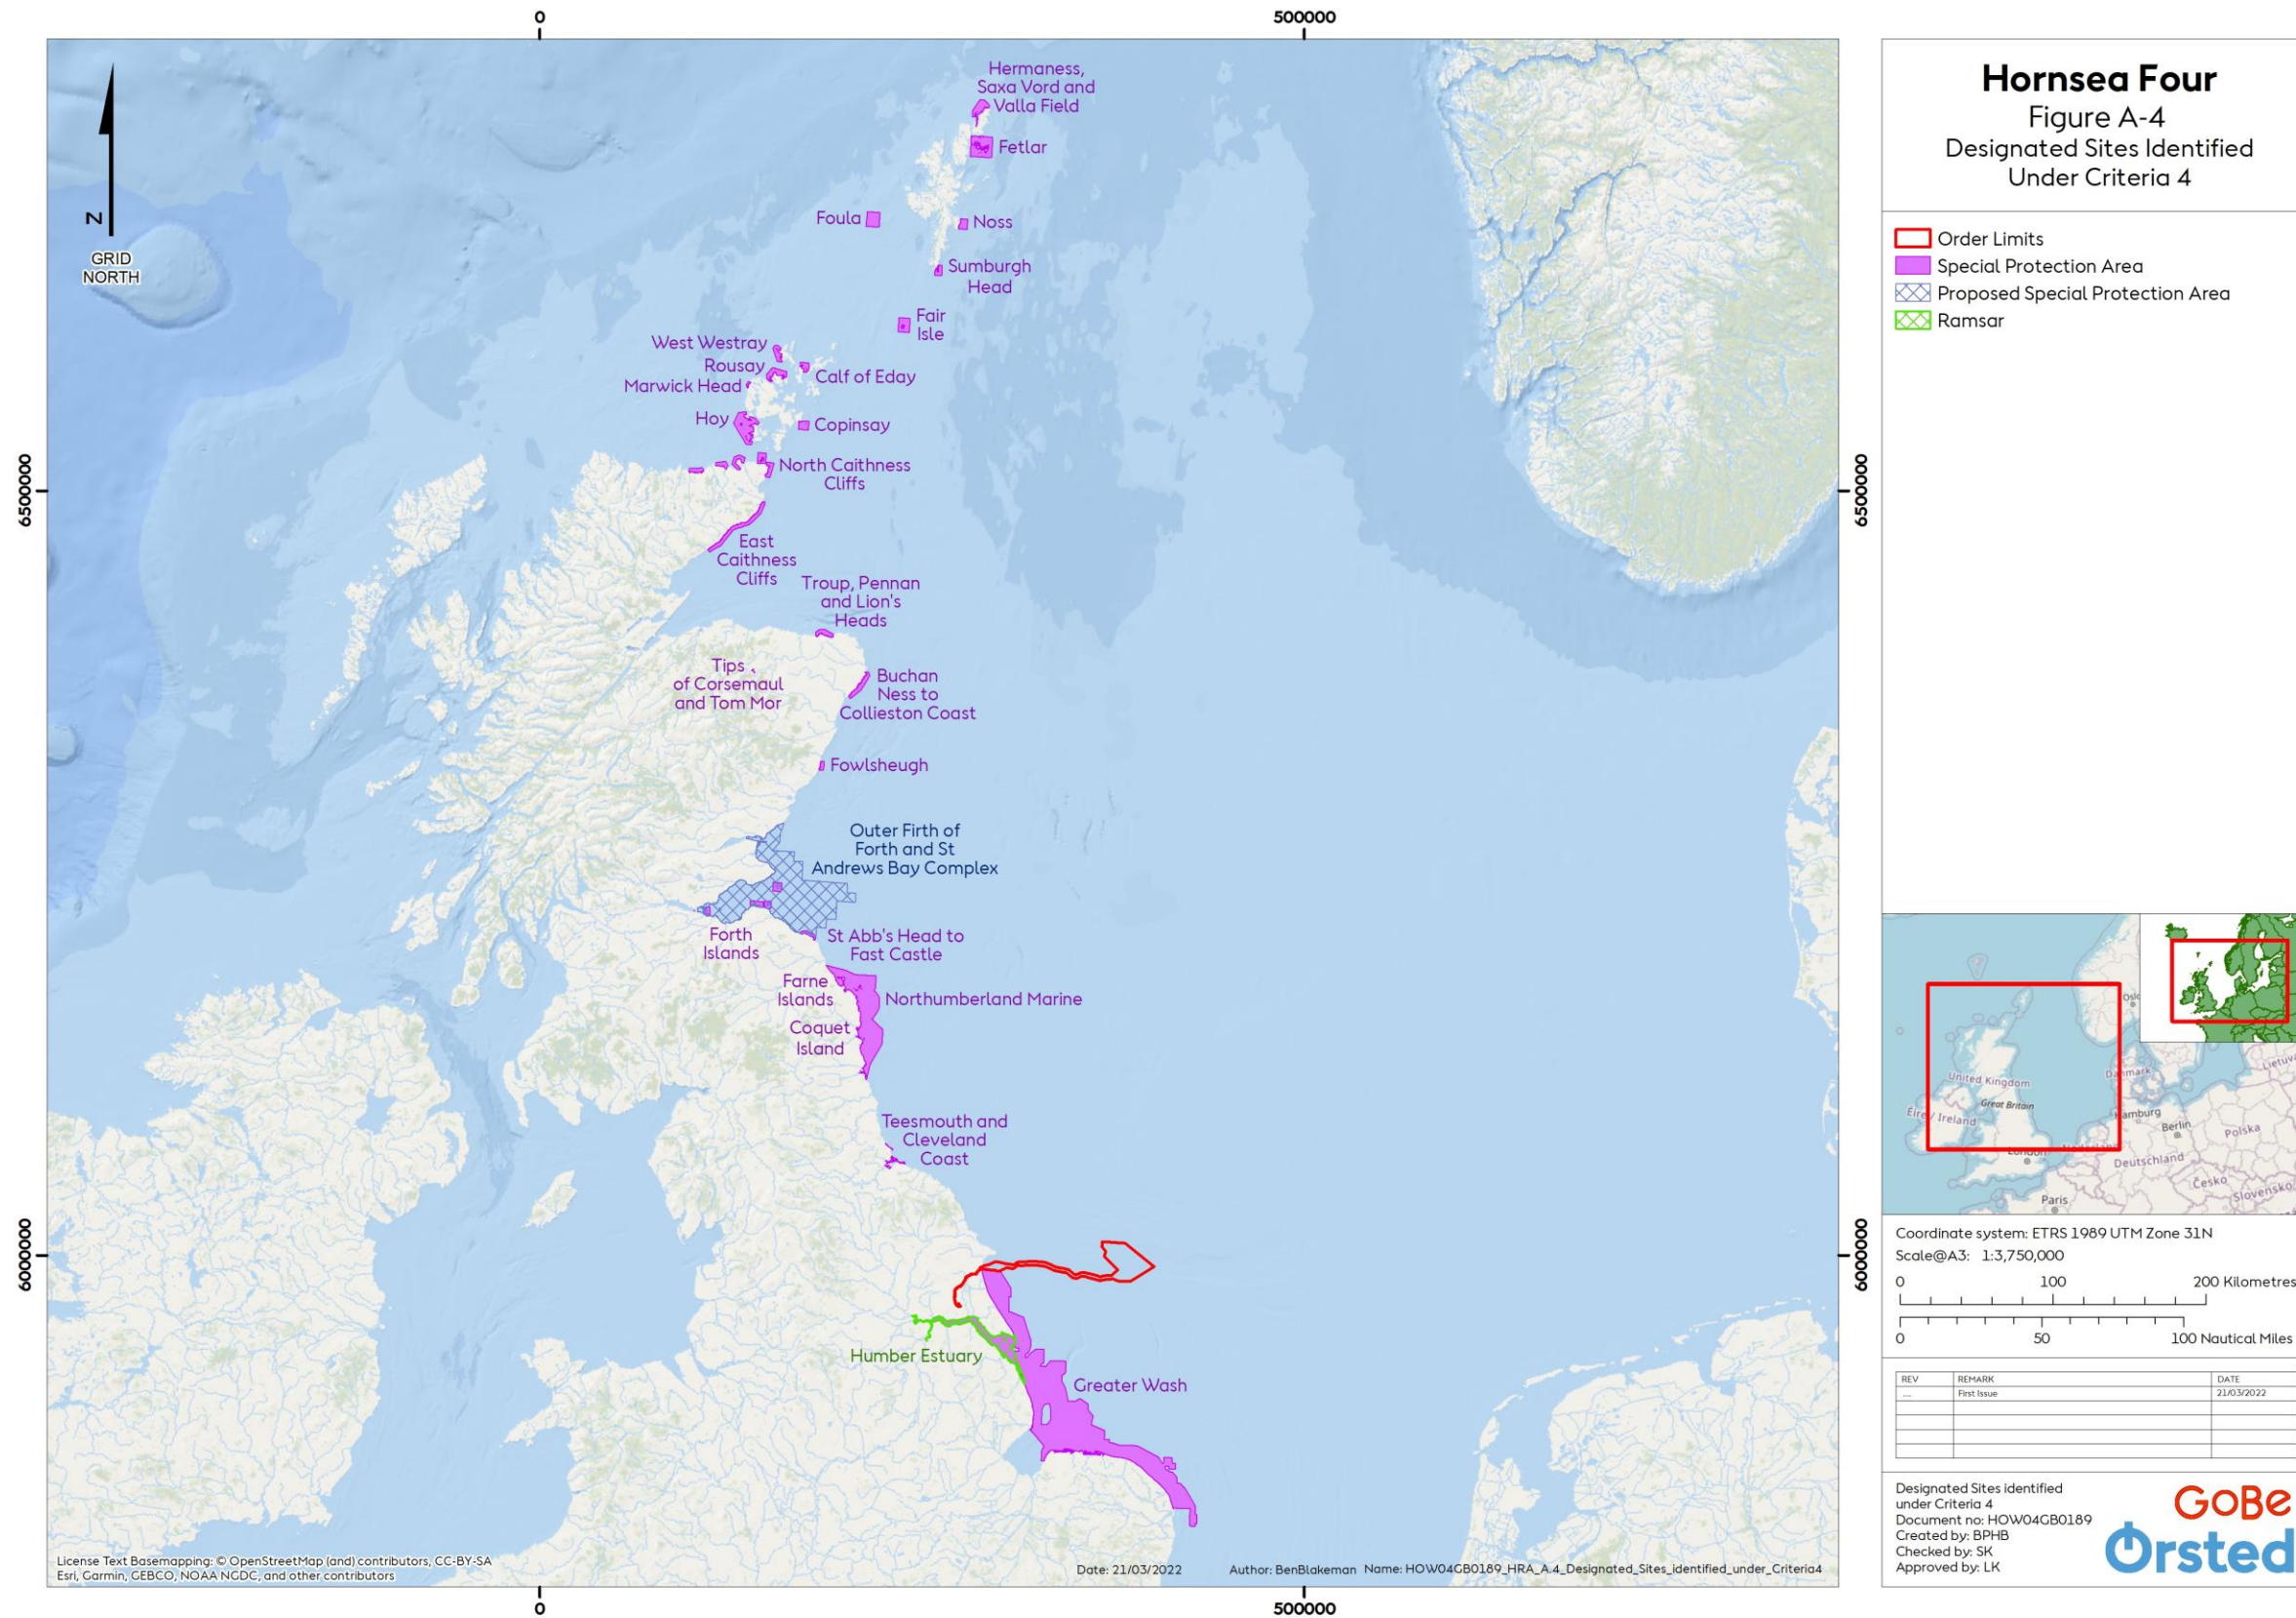 0
500000
Hermaness,
Saxa Vord and
Valla Field
Fetlar
Foula
Noss
Sumburgh
Head
Fair
Isle
West Westray
Rousay
Marwick Head
Calf of Eday
Hoy
Copinsay
North Caithness
Cliffs
East
Caithness
Cliffs
Troup, Pennan
and Lion's
Heads
Tips
of Corsemaul
and Tom Mor
Buchan
Ness to
Collieston Coast
Fowlsheugh
Outer Firth of
Forth and St
Andrews Bay Complex
Forth
Islands
St Abb's Head to
Fast Castle
Farne
Islands
Northumberland Marine
Coquet
Island
Teesmouth and
Cleveland
Coast
Humber Estuary
Greater Wash
N
GRID
NORTH
6500000
6500000
6000000
6000000
License Text Basemapping: © OpenStreetMap (and) contributors, CC-BY-SA
Esri, Garmin, GEBCO, NOAA NGDC, and other contributors
Date: 21/03/2022
Author: BenBlakeman
Name: HOW04GB0189_HRA_A.4_Designated_Sites_identified_under_Criteria4
0
500000
Hornsea Four
Figure A-4
Designated Sites Identified
Under Criteria 4
Order Limits
Special Protection Area
Proposed Special Protection Area
Ramsar
United Kingdom
Great Britain
Éire / Ireland
London
Paris
Danmark
Hamburg
Berlin
Polska
Deutschland
Česko
Slovensko
Coordinate system: ETRS 1989 UTM Zone 31N
Scale@A3: 1:3,750,000
0 100 200 Kilometres
0 50 100 Nautical Miles
REV REMARK DATE
.... First Issue 21/03/2022
Designated Sites identified
under Criteria 4
Document no: HOW04GB0189
Created by: BPHB
Checked by: SK
Approved by: LK
GoBe
Orsted